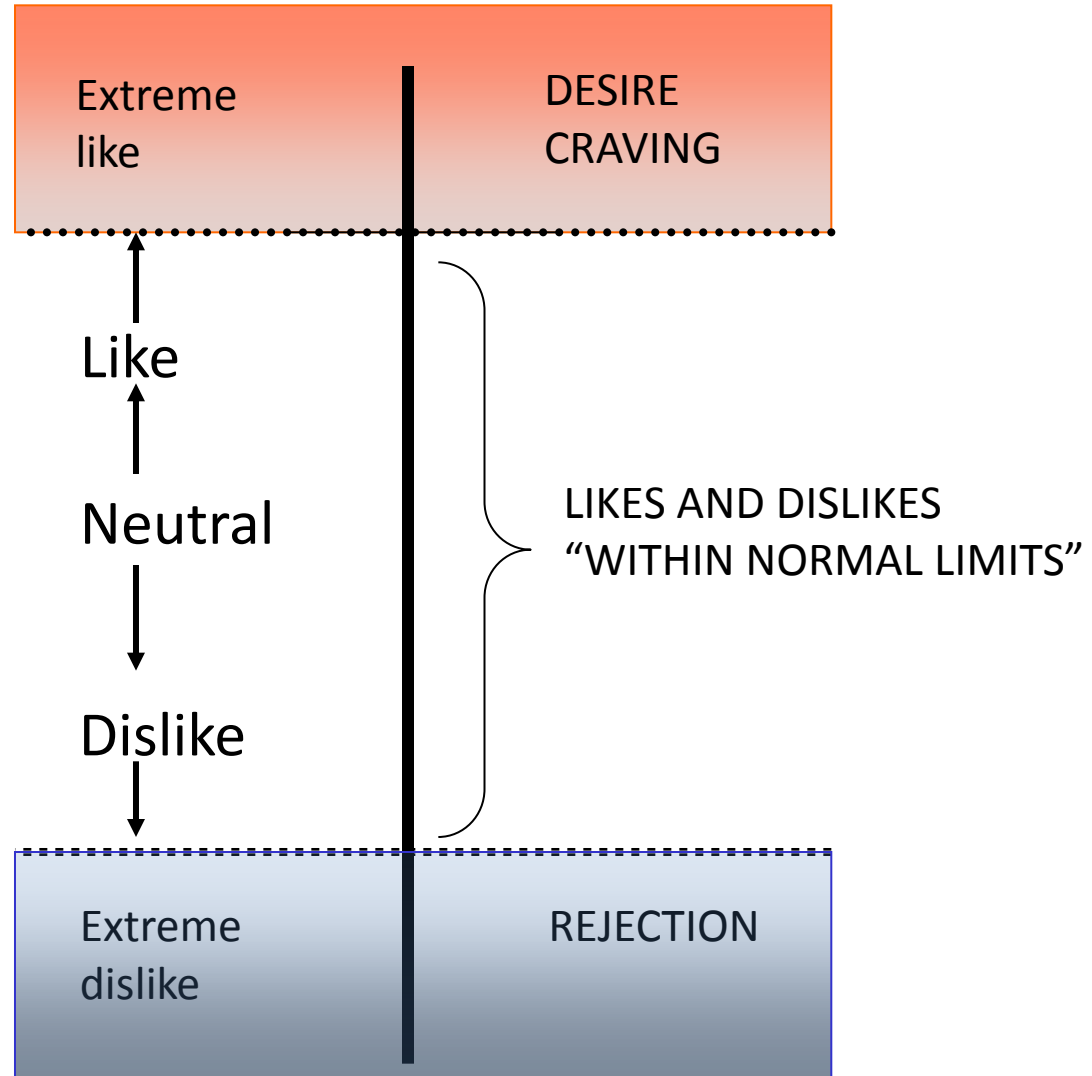 Extreme
like
DESIRE
CRAVING
Like
Neutral
LIKES AND DISLIKES
“WITHIN NORMAL LIMITS”
Dislike
Extreme
dislike
REJECTION